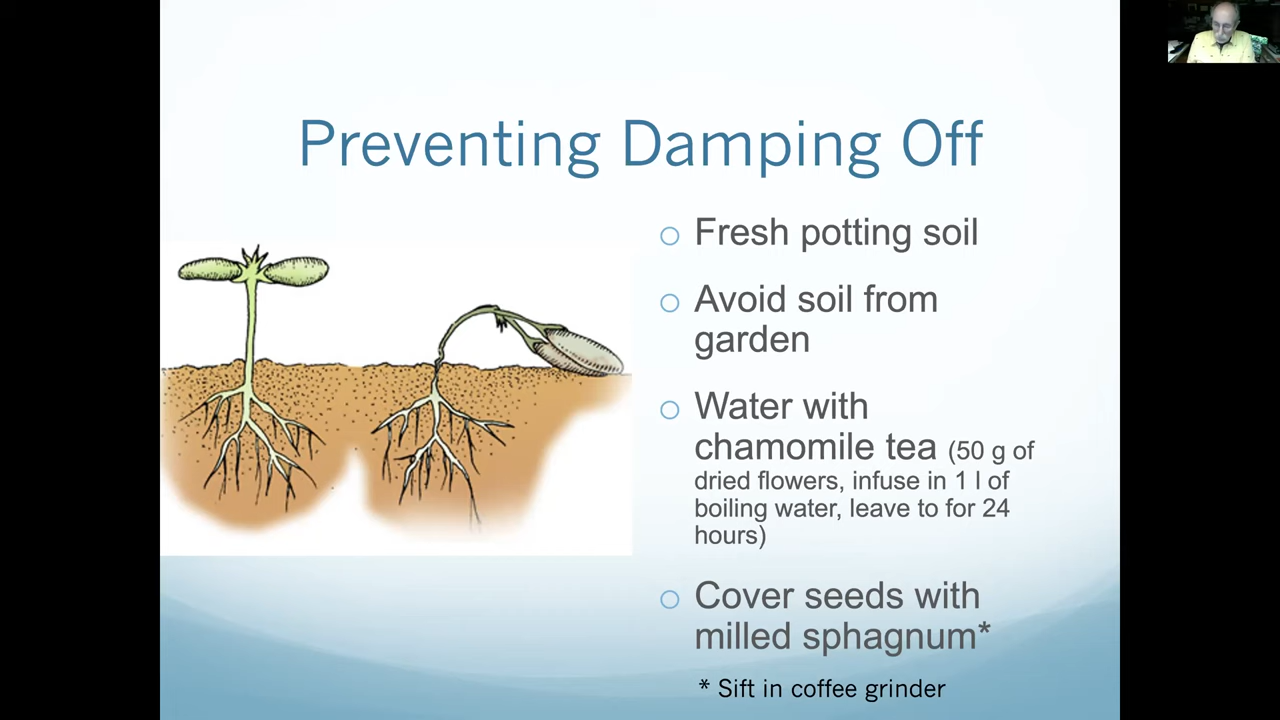 Preventing Damping Off
○ Fresh potting soil
○ Avoid soil from
garden
○ Water with
chamomile tea (50 g of
dried flowers, infuse in 1 l of
boiling water, leave to for 24
hours)
○ Cover seeds with
milled sphagnum*
* Sift in coffee grinder